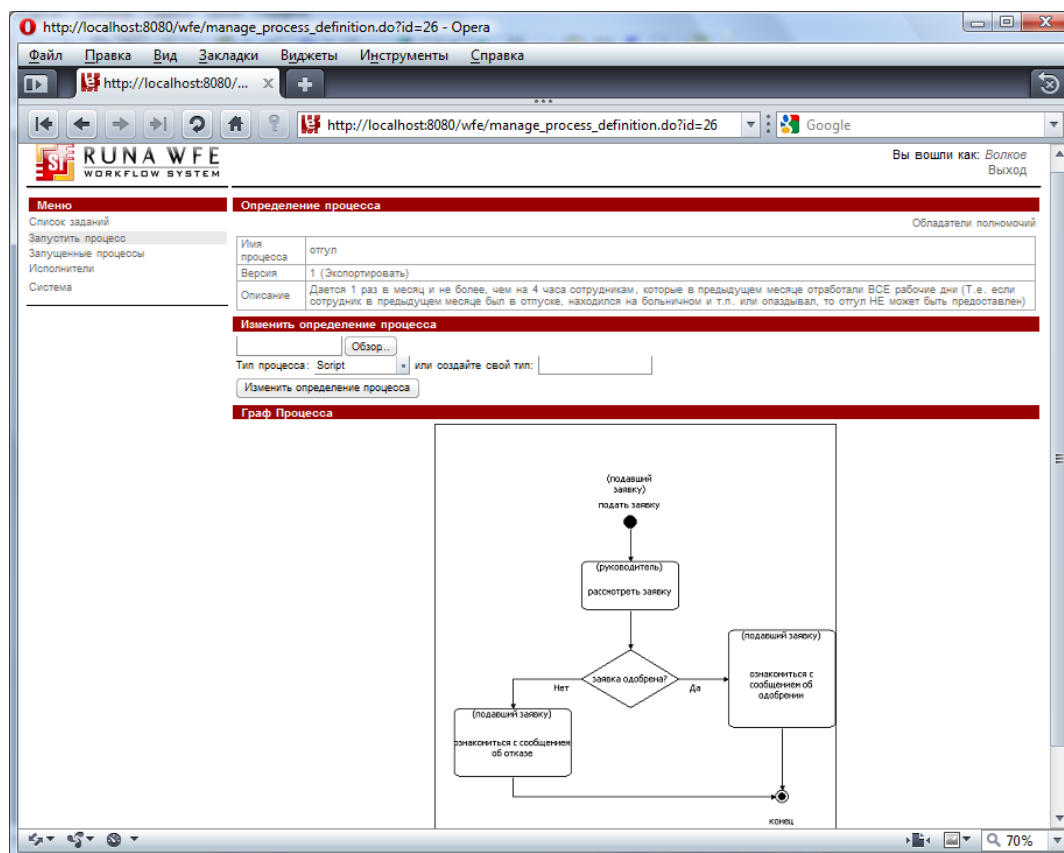 http://localhost:8080/wfe/manage_process_definition.do?id=26 - Opera
Файл Правка Вид Закладки Виджеты Инструменты Справка
http://localhost:8080/...
http://localhost:8080/wfe/manage_process_definition.do?id=26
Google
RUNA WFE
WORKFLOW SYSTEM
Вы вошли как: Волков
Выход
Меню
Список заданий
Запустить процесс
Запущенные процессы
Исполнители
Система
Определение процесса
Обладатели полномочий
Имя процесса
отгул
Версия
1 (Экспортировать)
Описание
Дается 1 раз в месяц и не более, чем на 4 часа сотрудникам, которые в предыдущем месяце отработали ВСЕ рабочие дни (Т.е. если
сотрудник в предыдущем месяце был в отпуске, находился на больничном и т.п. или опаздывал, то отгул НЕ может быть предоставлен)
Изменить определение процесса
Обзор...
Тип процесса: Script или создайте свой тип:
Изменить определение процесса
Граф Процесса
(подавший
заявку)
подать заявку
(руководитель)
рассмотреть заявку
заявка одобрена?
Нет
Да
(подавший заявку)
ознакомиться с
сообщением об
одобрении
(подавший заявку)
ознакомиться с сообщением
об отказе
конец
70%